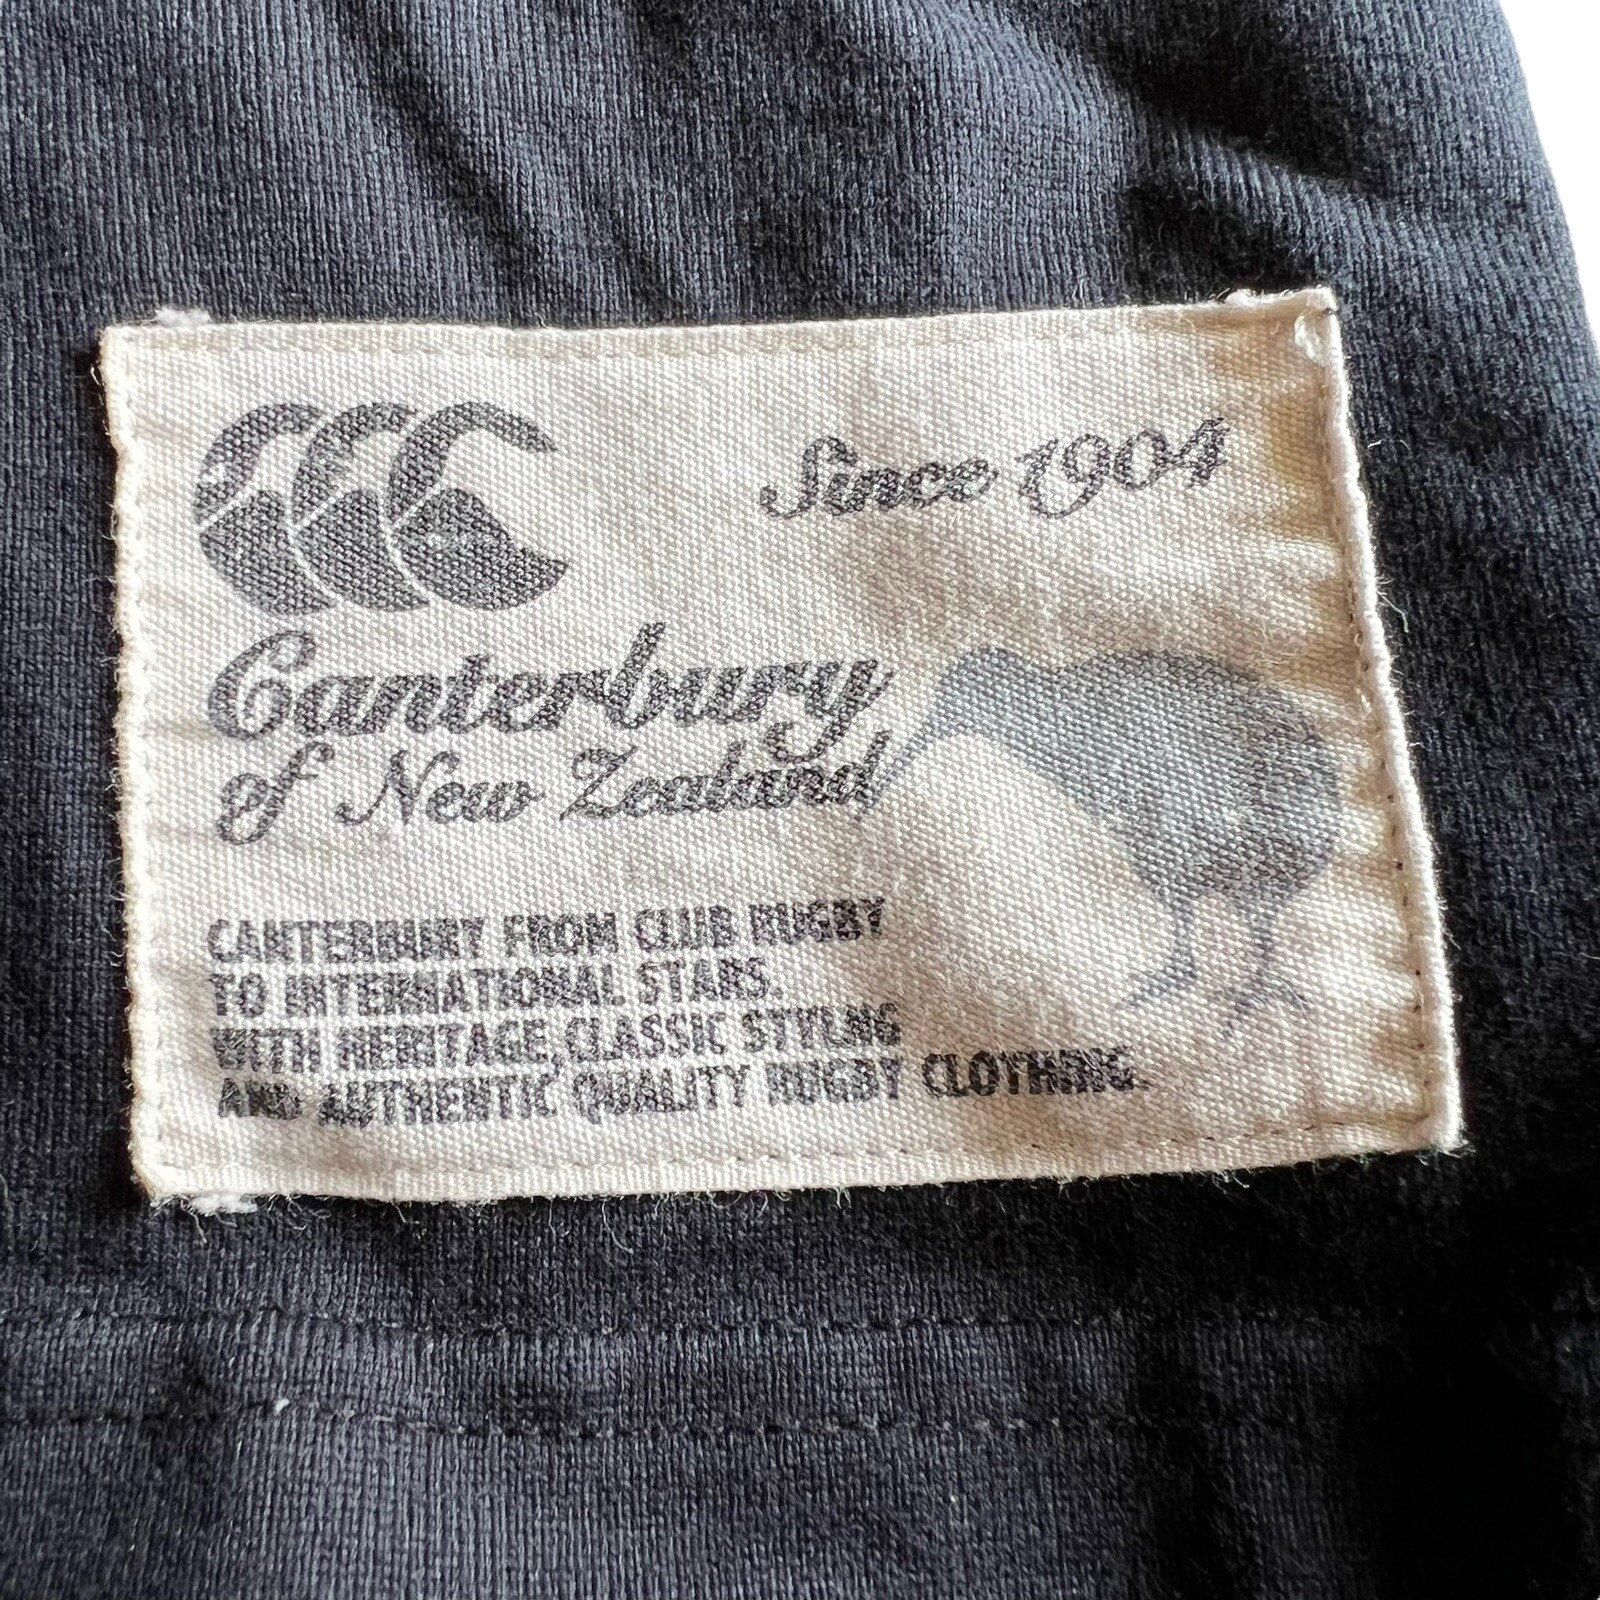 Since 1904
Canterbury
of New Zealand
CANTERBURY FROM CLUB RUGBY
TO INTERNATIONAL STARS.
WITH HERITAGE, CLASSIC STYLNG
AND AUTHENTIC QUALITY RUGBY CLOTHING.